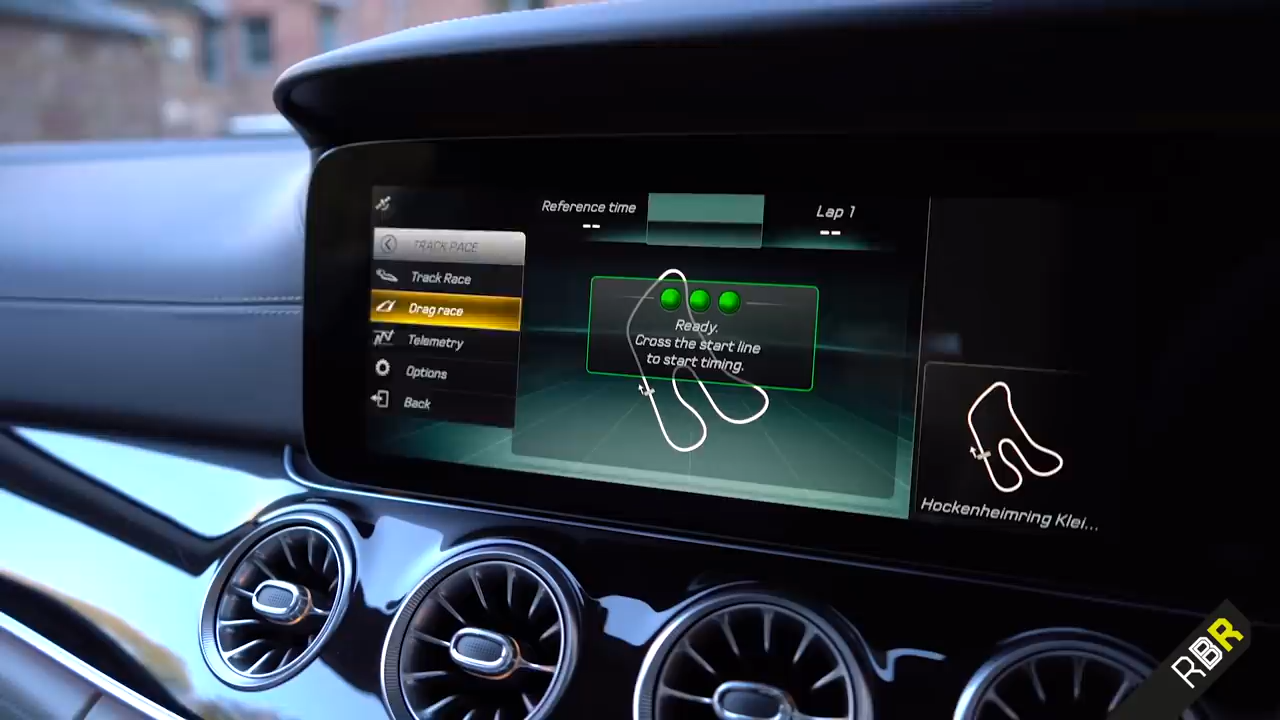 Reference time
--
Lap 1
--
TRACK PACE
Track Race
Drag race
Telemetry
Options
Back
Ready.
Cross the start line
to start timing.
Hockenheimring Klei...
RBR